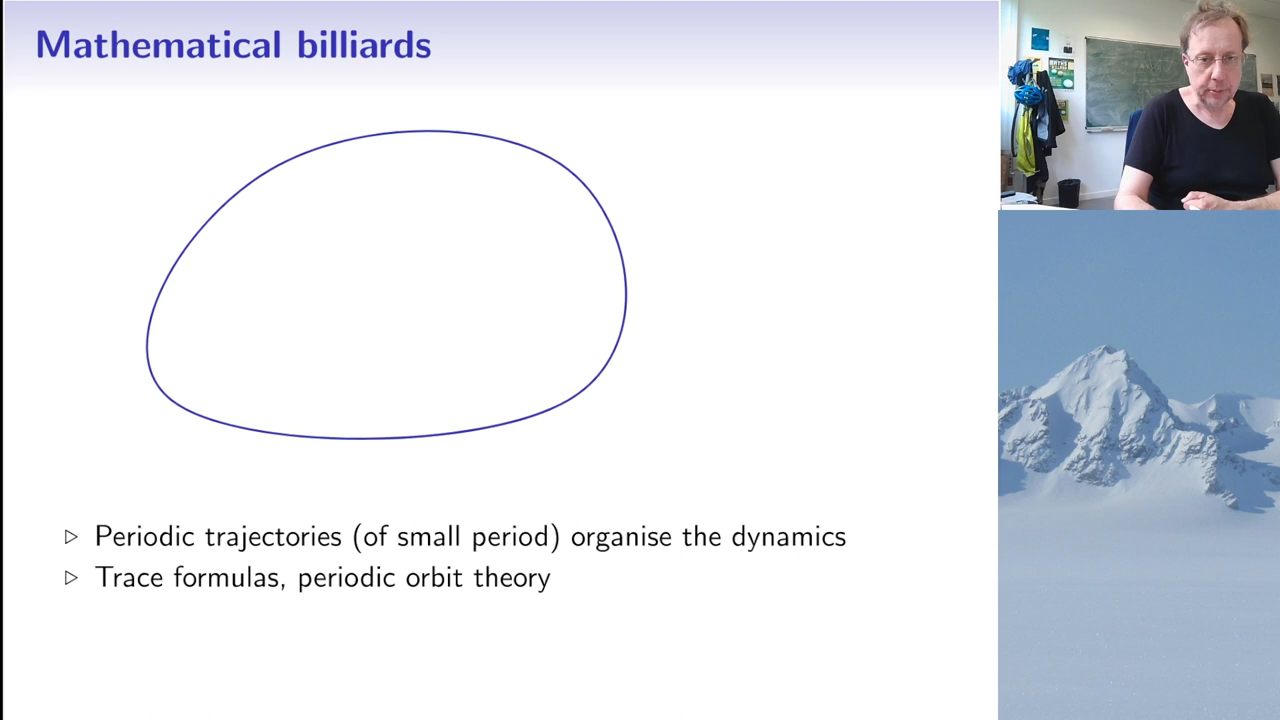 Mathematical billiards
▷ Periodic trajectories (of small period) organise the dynamics
▷ Trace formulas, periodic orbit theory